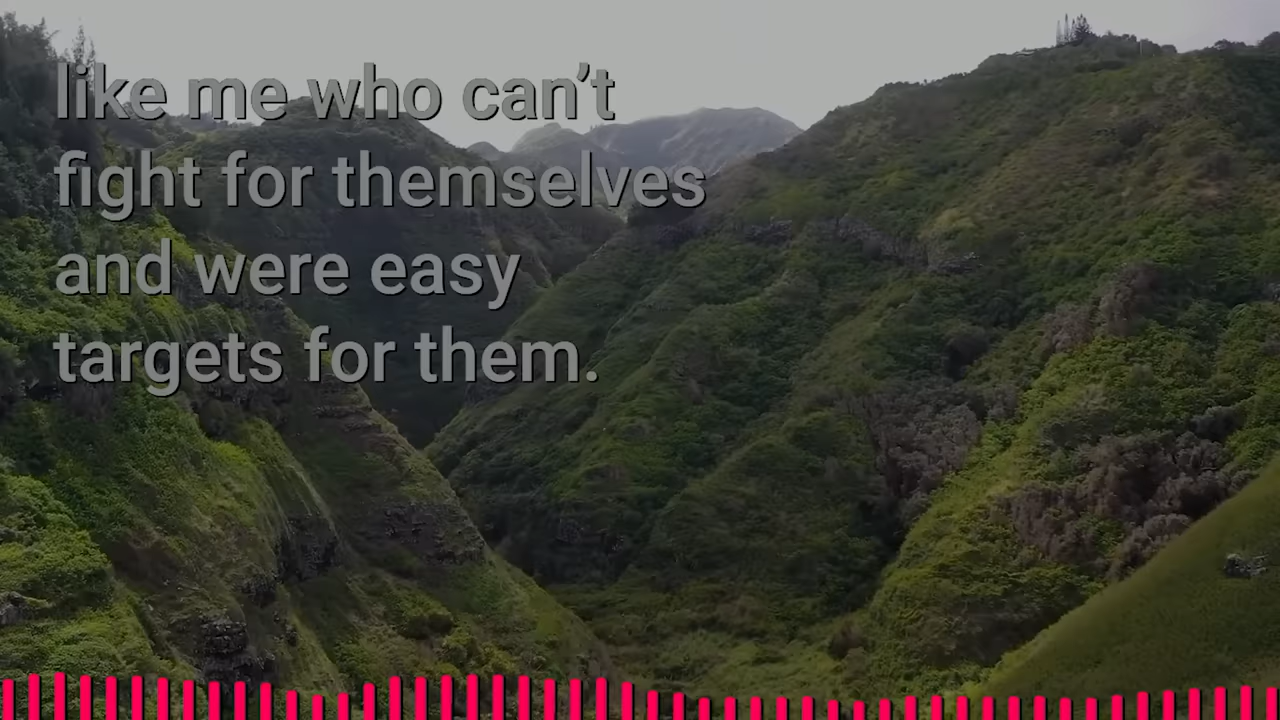 like me who can’t
fight for themselves
and were easy
targets for them.